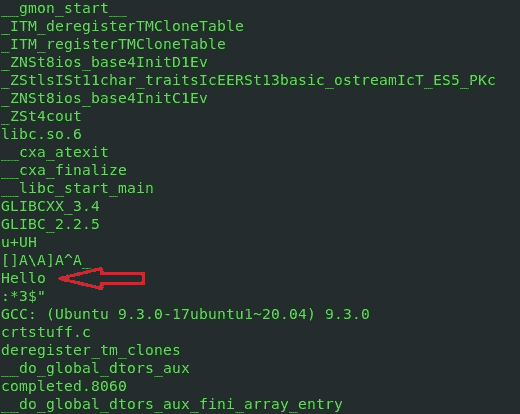 __gmon_start__
_ITM_deregisterTMCloneTable
_ITM_registerTMCloneTable
_ZNSt8ios_base4InitD1Ev
_ZStlsISt11char_traitsIcEERSt13basic_ostreamIcT_ES5_PKc
_ZNSt8ios_base4InitC1Ev
_ZSt4cout
libc.so.6
__cxa_atexit
__cxa_finalize
__libc_start_main
GLIBCXX_3.4
GLIBC_2.2.5
u+UH
[]A\A]A^A_
Hello
:*3$"
GCC: (Ubuntu 9.3.0-17ubuntu1~20.04) 9.3.0
crtstuff.c
deregister_tm_clones
__do_global_dtors_aux
completed.8060
__do_global_dtors_aux_fini_array_entry